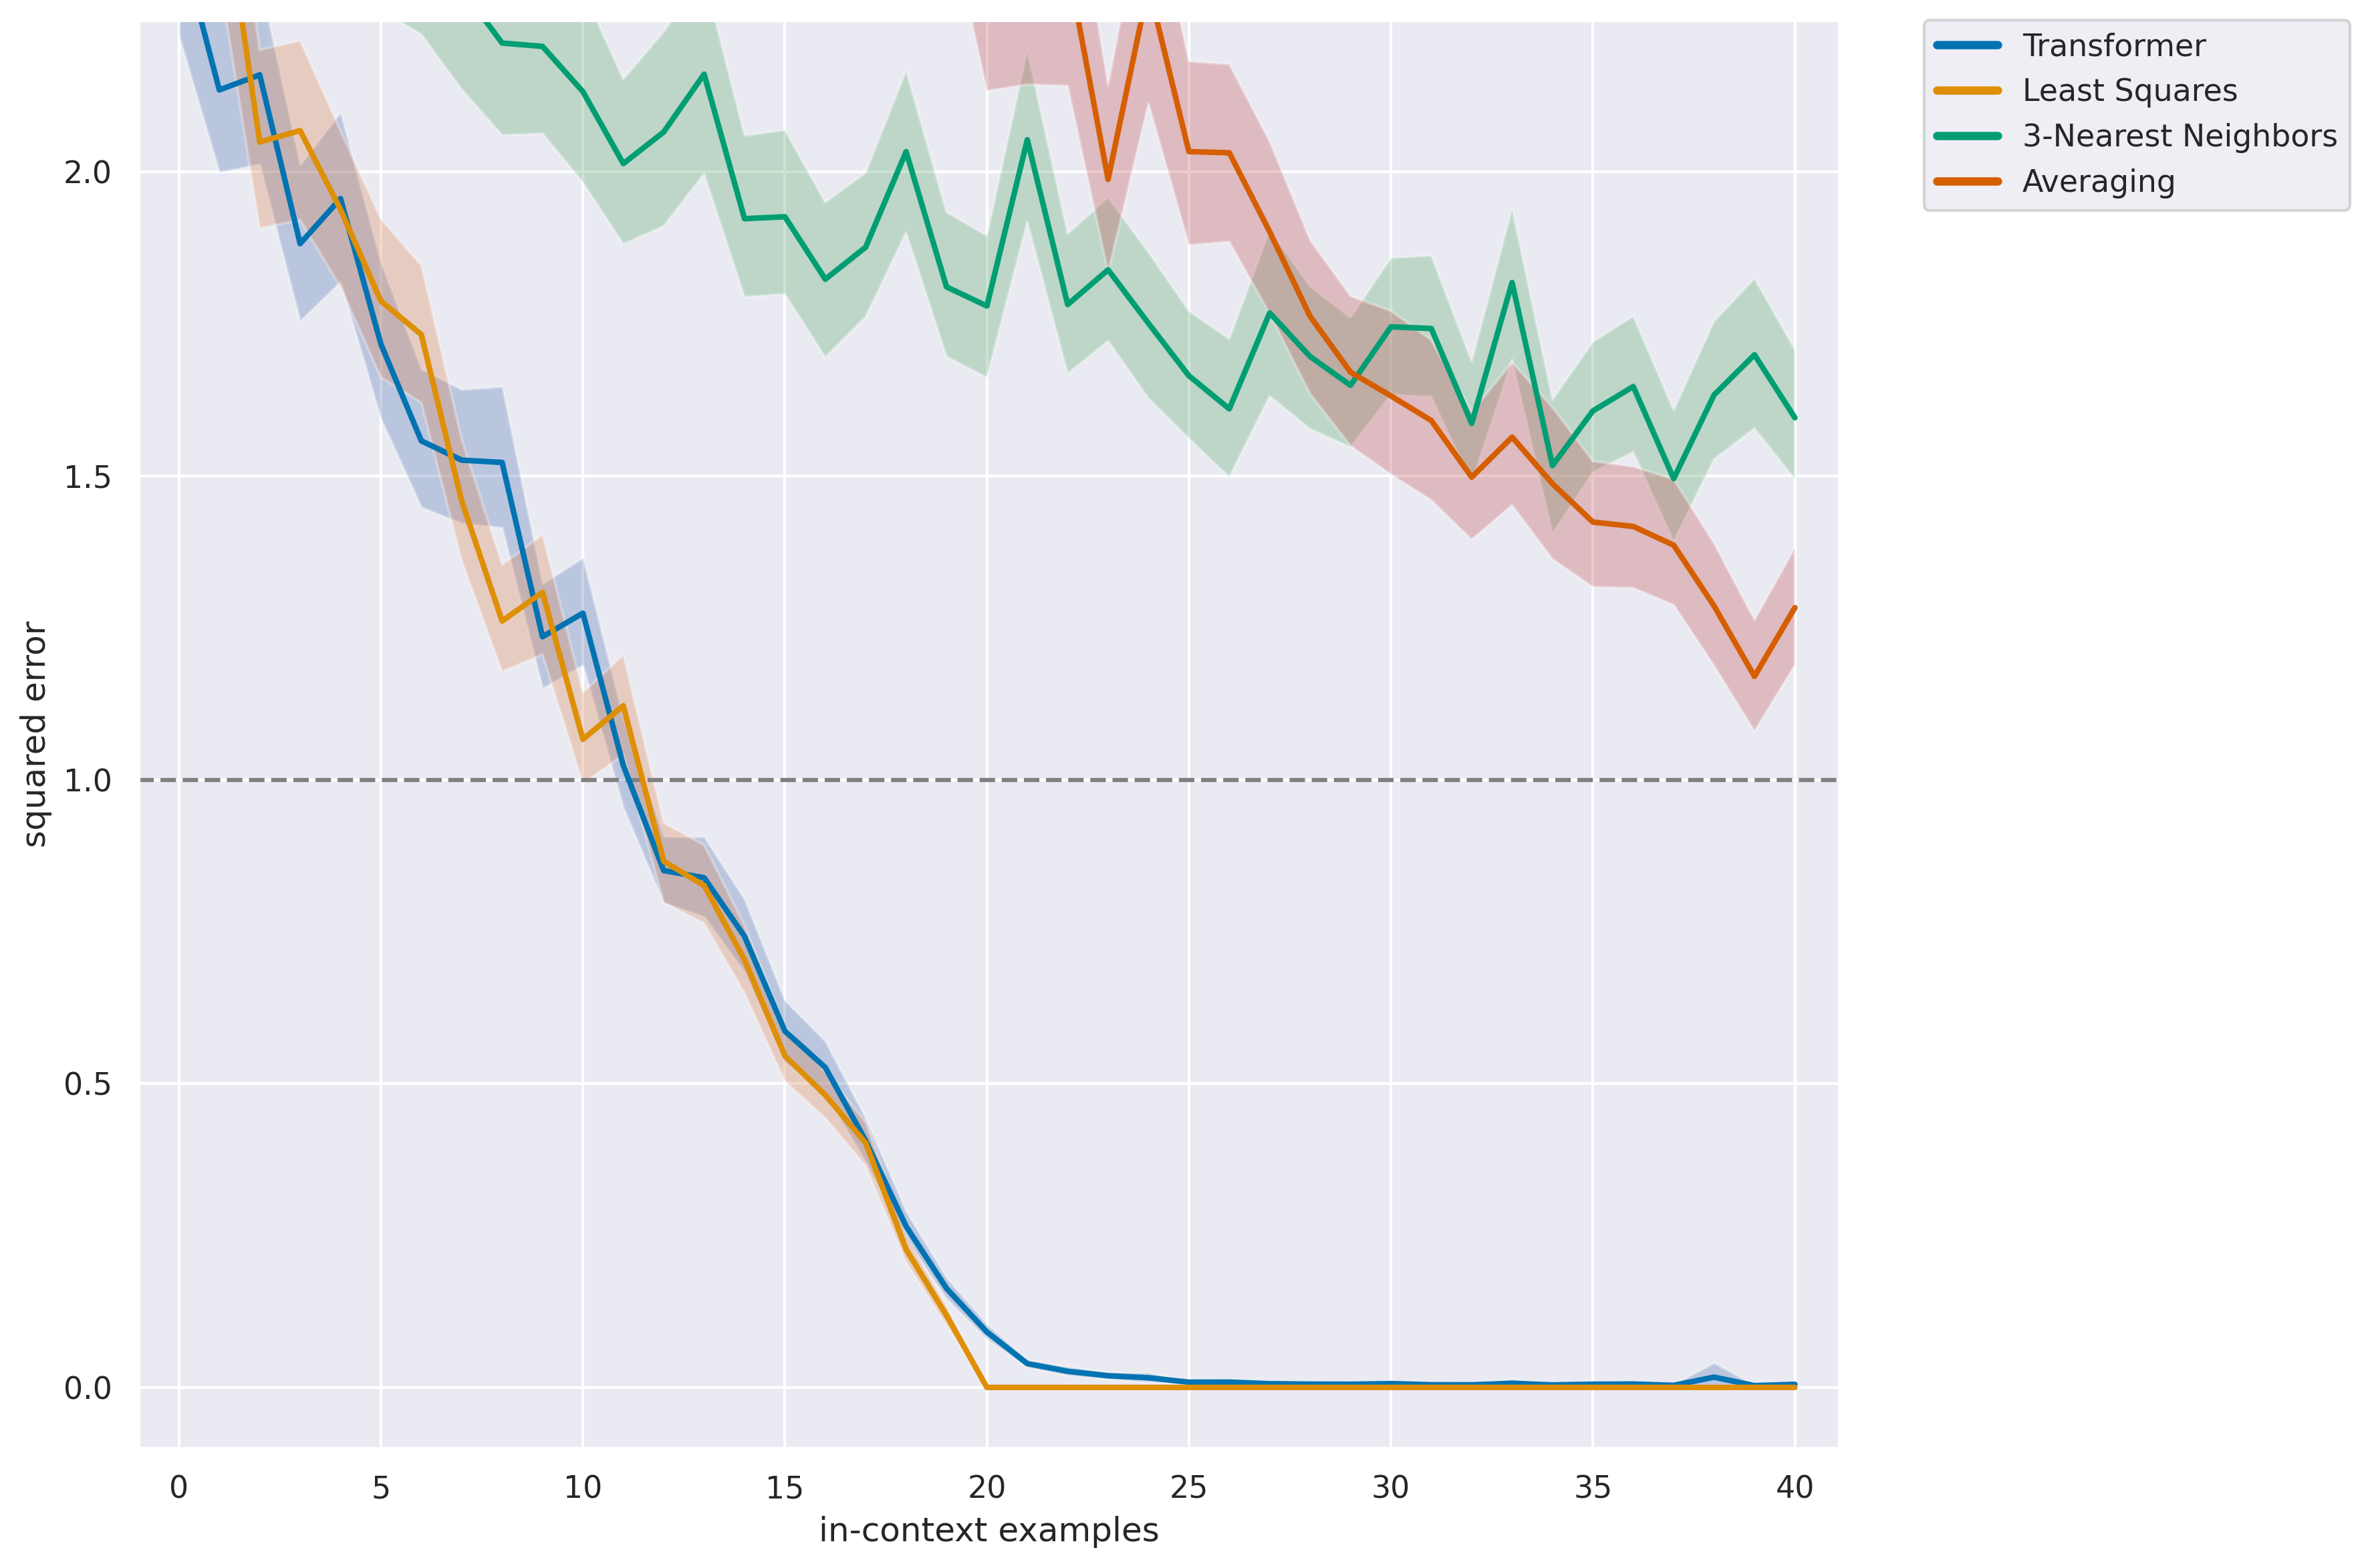 Transformer
Least Squares
3-Nearest Neighbors
Averaging
2.0
1.5
1.0
0.5
0.0
squared error
0 5 10 15 20 25 30 35 40
in-context examples